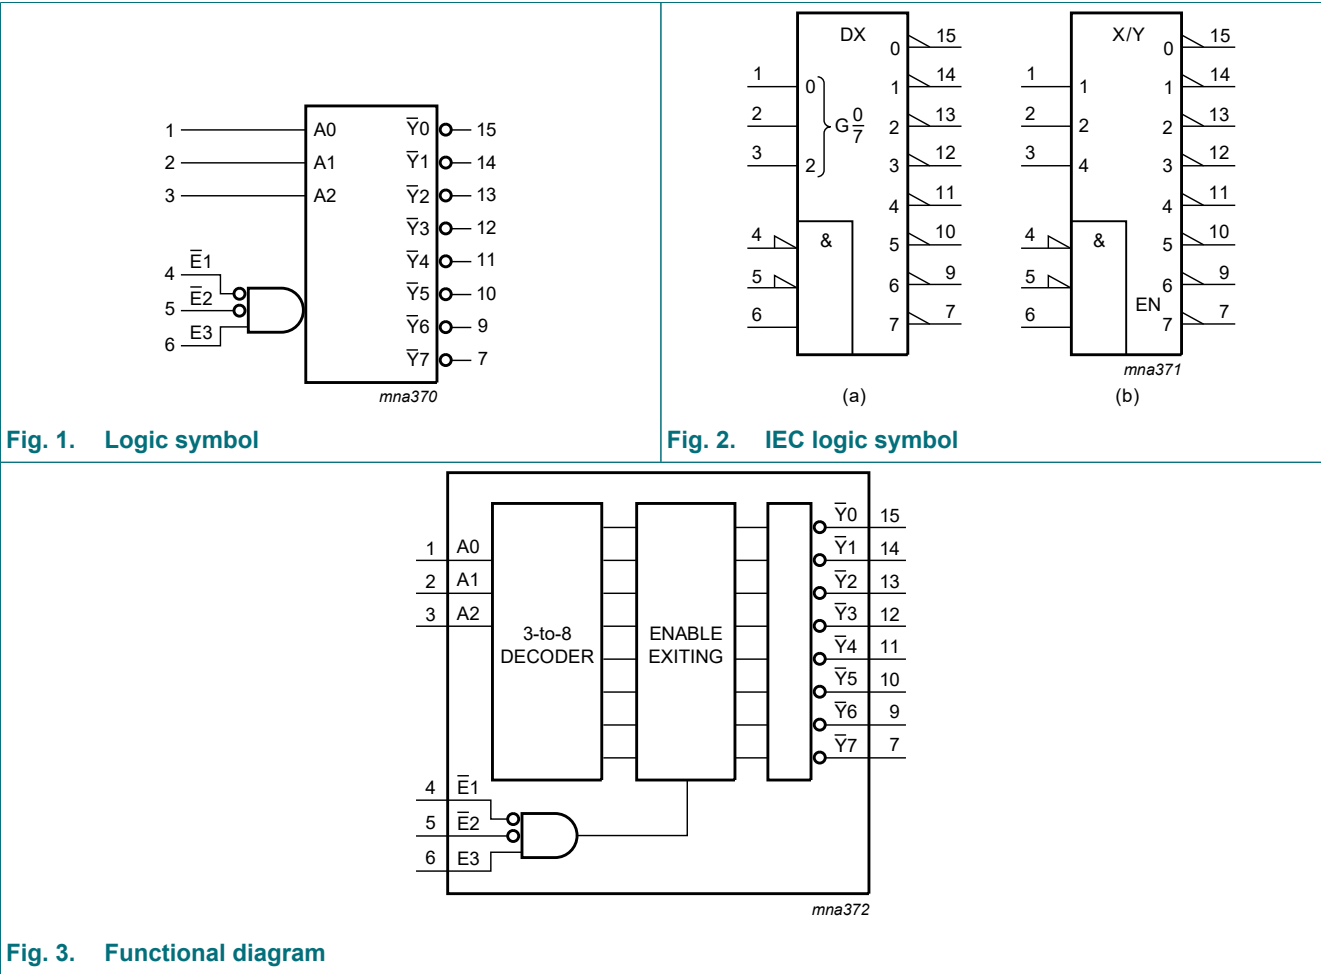 1 A0 Y̅0 15
2 A1 Y̅1 14
3 A2 Y̅2 13
Y̅3 12
Y̅4 11
4 E̅1
5 E̅2 Y̅5 10
6 E3 Y̅6 9
Y̅7 7
mna370
Fig. 1. Logic symbol
DX
0 15
1 0 1 14
2 G 0/7 2 13
3 2 3 12
4 11
4 & 5 10
5 6 9
6 7 7
(a)
X/Y
0 15
1 1 1 14
2 2 2 13
3 4 3 12
4 11
4 & 5 10
5 6 9
6 EN 7 7
mna371
(b)
Fig. 2. IEC logic symbol
Y̅0 15
1 A0 Y̅1 14
2 A1 Y̅2 13
3 A2 Y̅3 12
3-to-8
DECODER
ENABLE
EXITING
Y̅4 11
Y̅5 10
Y̅6 9
Y̅7 7
4 E̅1
5 E̅2
6 E3
mna372
Fig. 3. Functional diagram